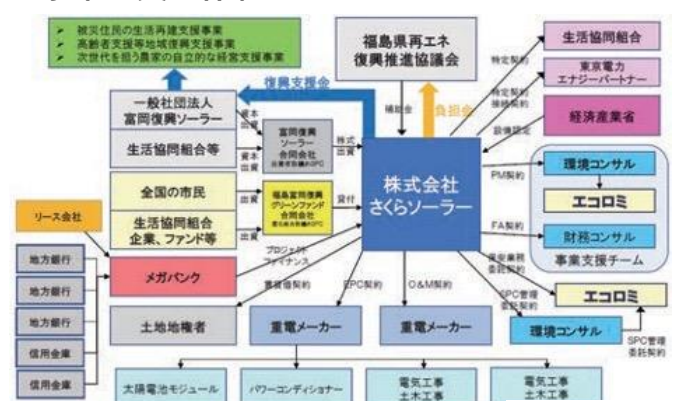 ➢ 被災住民の生活再建支援事業
➢ 高齢者支援等地域復興支援事業
➢ 次世代を担う農家の自立的な経営支援事業
復興支援金
福島県再エネ
復興推進協議会
補助金
負担金
生活協同組合
特定契約
東京電力
エナジーパートナー
特定契約
接続契約
経済産業省
設備認定
一般社団法人
富岡復興ソーラー
資本
出資
富岡復興
ソーラー
合同会社
株式
出資
生活協同組合等
資本
出資
株式会社
さくらソーラー
全国の市民
出資
福島富岡復興
グリーンファンド
合同会社
貸付
生活協同組合
企業、ファンド等
出資
PM契約
環境コンサル
エコロミ
FA契約
財務コンサル
事業支援チーム
リース会社
地方銀行
地方銀行
地方銀行
信用金庫
信用金庫
メガバンク
プロジェクト
ファイナンス
土地地権者
EPC契約
重電メーカー
O&M契約
重電メーカー
保安業務
委託契約
エコロミ
SPC管理
委託契約
環境コンサル
SPC管理
委託契約
太陽電池モジュール
パワーコンディショナー
電気工事
土木工事
電気工事
土木工事